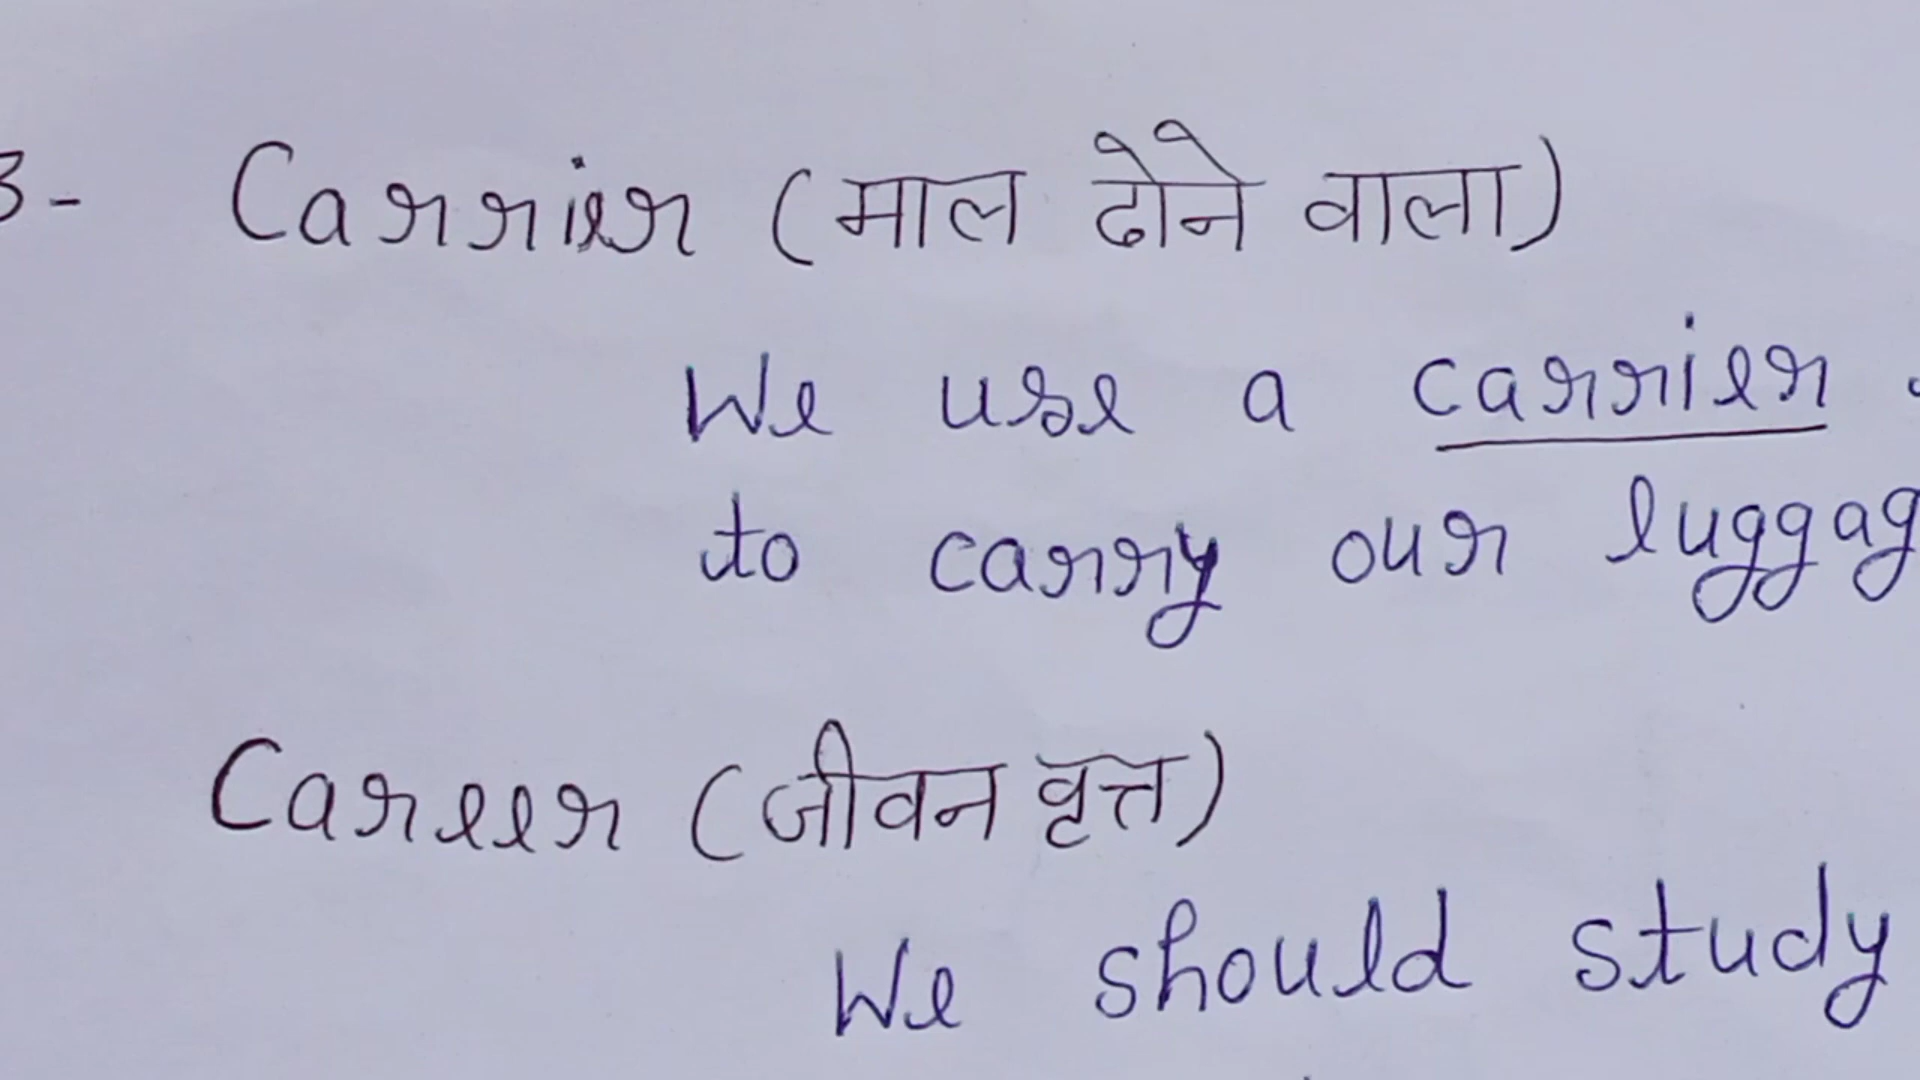 3- Carrier (माल ढोने वाला)
We use a carrier
to carry our luggag
Career (जीवन वृत्त)
We should study